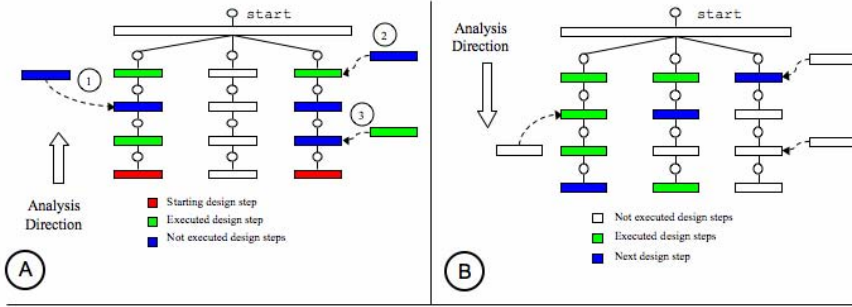 start
1
2
3
Analysis
Direction
Starting design step
Executed design step
Not executed design steps
A
start
Analysis
Direction
Not executed design steps
Executed design steps
Next design step
B